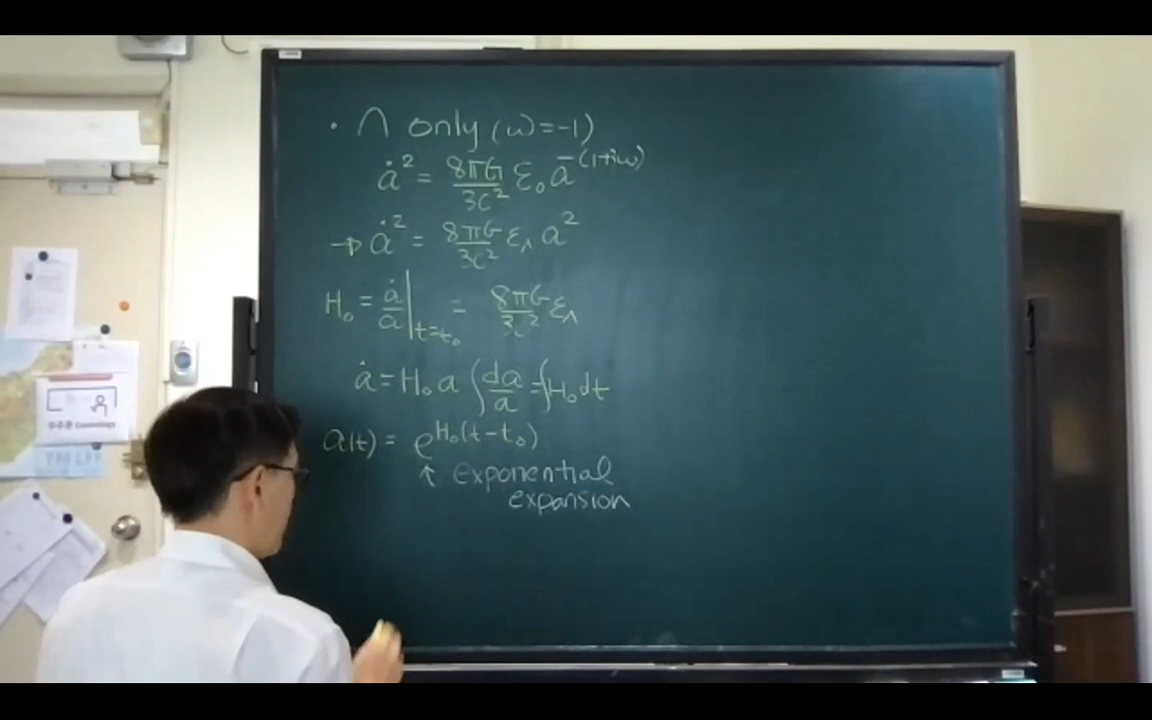 · Λ only (w=-1)
ȧ² = 8πG/3c² ε₀ a^-(1+3w)
→ ȧ² = 8πG/3c² ε_Λ a²
H₀ = ȧ/a |_{t=t₀} = 8πG/3c² ε_Λ
ȧ = H₀ a ∫ da/a = ∫ H₀ dt
a(t) = e^{H₀(t-t₀)}
↑ exponential
expansion